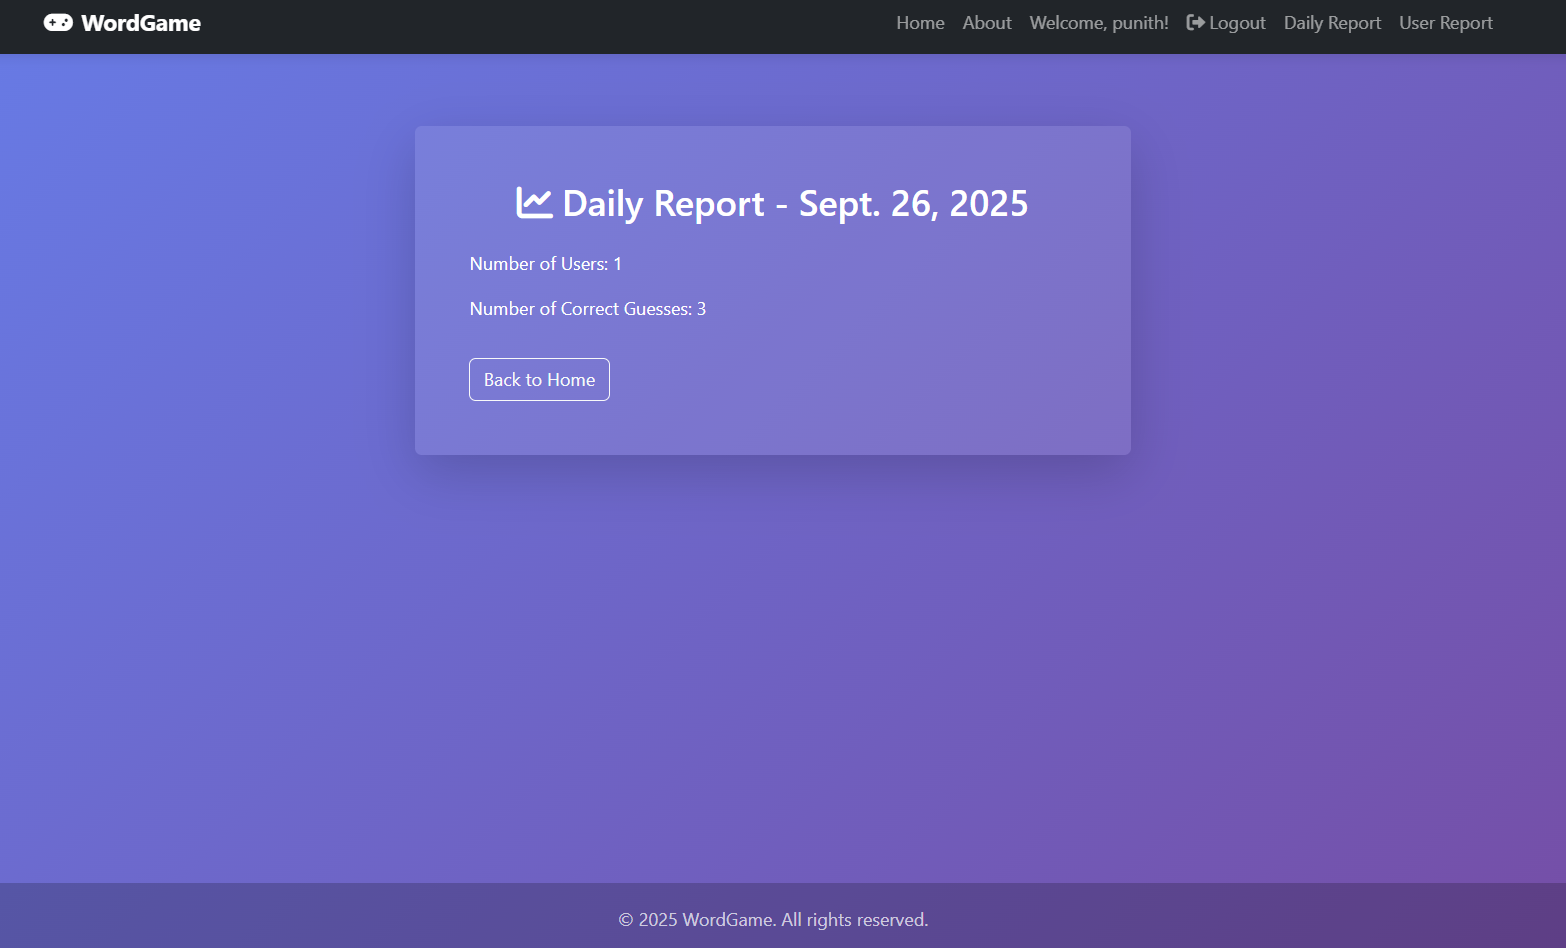 WordGame
Home About Welcome, punith! Logout Daily Report User Report
Daily Report - Sept. 26, 2025
Number of Users: 1
Number of Correct Guesses: 3
Back to Home
© 2025 WordGame. All rights reserved.